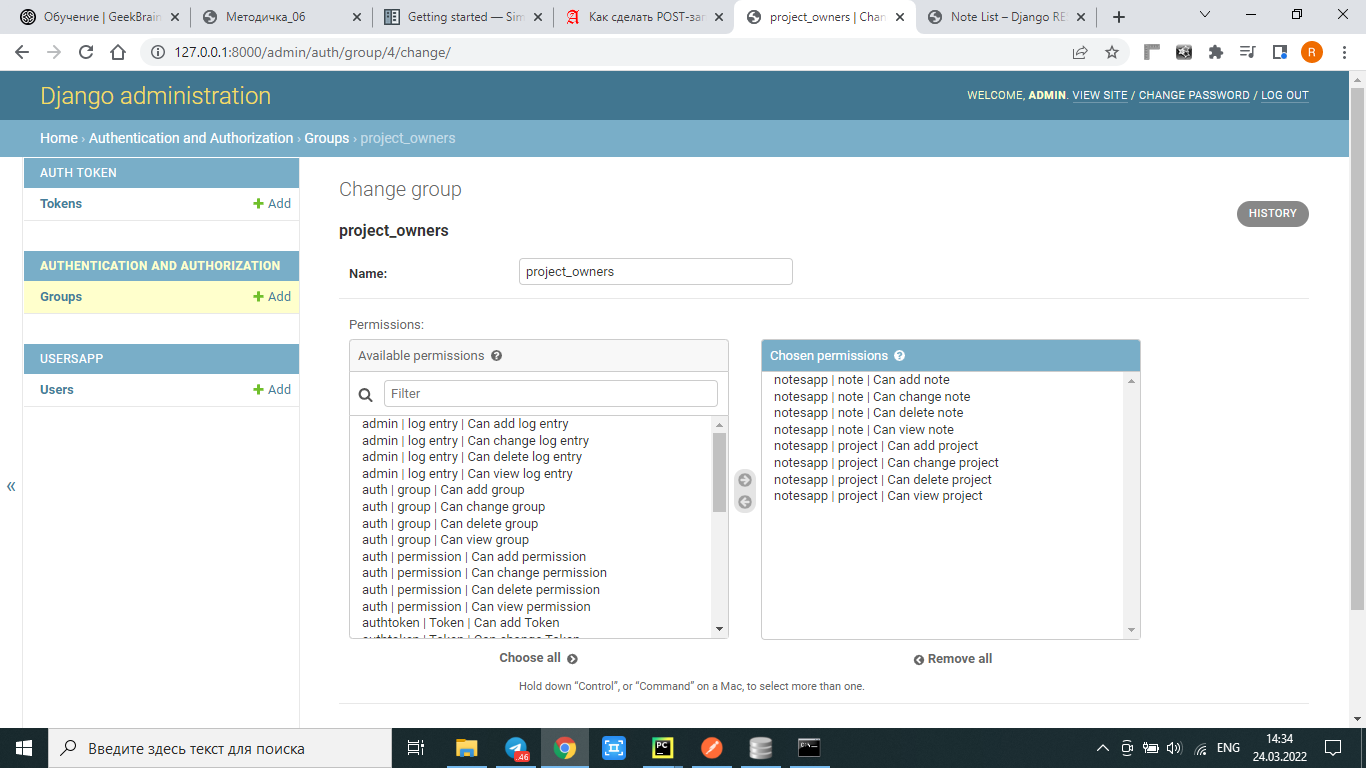 Обучение | GeekBrain
Методичка_06
Getting started — Sim
Как сделать POST-зап
project_owners | Chan
Note List – Django RES
127.0.0.1:8000/admin/auth/group/4/change/
R
Django administration
WELCOME, ADMIN. VIEW SITE / CHANGE PASSWORD / LOG OUT
Home › Authentication and Authorization › Groups › project_owners
AUTH TOKEN
Tokens
Add
AUTHENTICATION AND AUTHORIZATION
Groups
Add
USERSAPP
Users
Add
«
Change group
HISTORY
project_owners
Name:
project_owners
Permissions:
Available permissions ?
Filter
admin | log entry | Can add log entry
admin | log entry | Can change log entry
admin | log entry | Can delete log entry
admin | log entry | Can view log entry
auth | group | Can add group
auth | group | Can change group
auth | group | Can delete group
auth | group | Can view group
auth | permission | Can add permission
auth | permission | Can change permission
auth | permission | Can delete permission
auth | permission | Can view permission
authtoken | Token | Can add Token
authtoken | Token | Can change Token
Choose all
Chosen permissions ?
notesapp | note | Can add note
notesapp | note | Can change note
notesapp | note | Can delete note
notesapp | note | Can view note
notesapp | project | Can add project
notesapp | project | Can change project
notesapp | project | Can delete project
notesapp | project | Can view project
Remove all
Hold down “Control”, or “Command” on a Mac, to select more than one.
Введите здесь текст для поиска
46
PC
ENG
14:34
24.03.2022